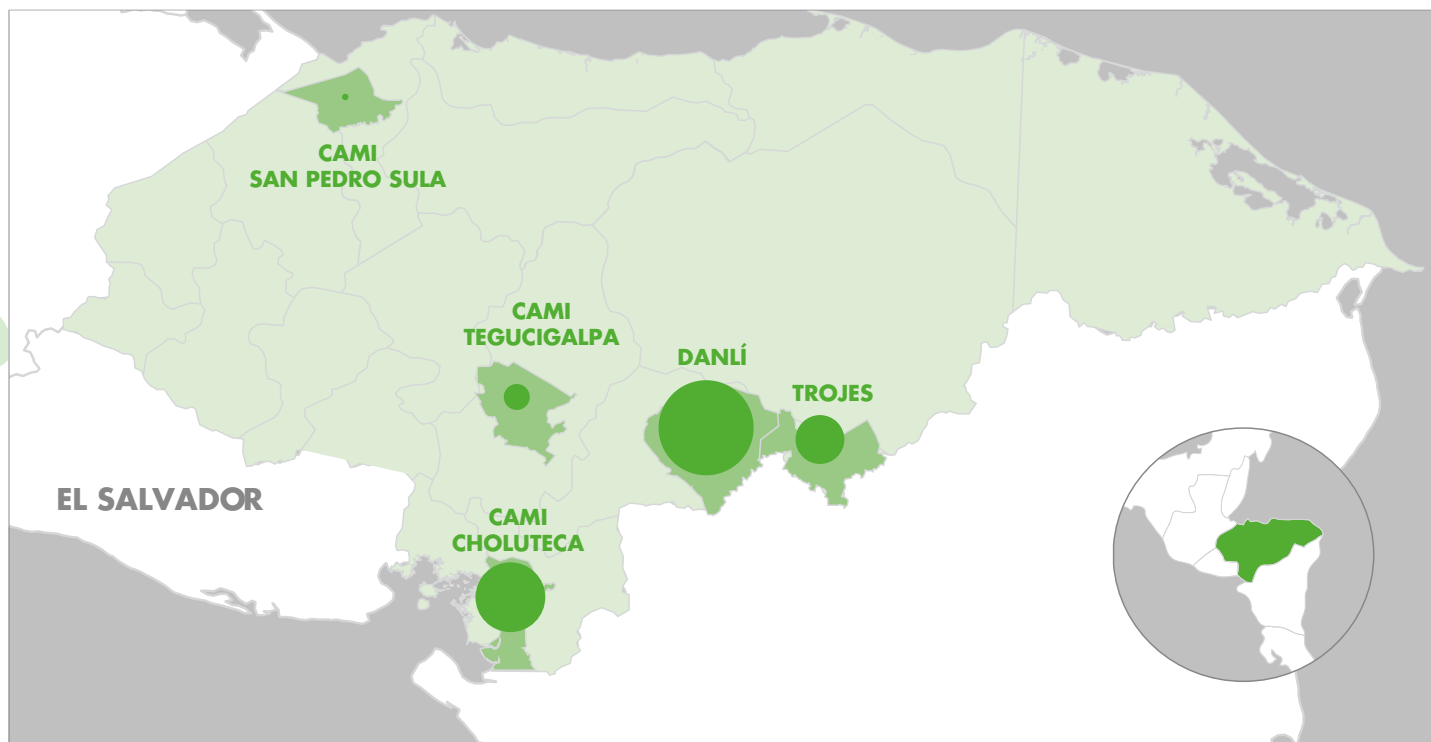 CAMI
SAN PEDRO SULA
CAMI
TEGUCIGALPA
DANLÍ
TROJES
EL SALVADOR
CAMI
CHOLUTECA